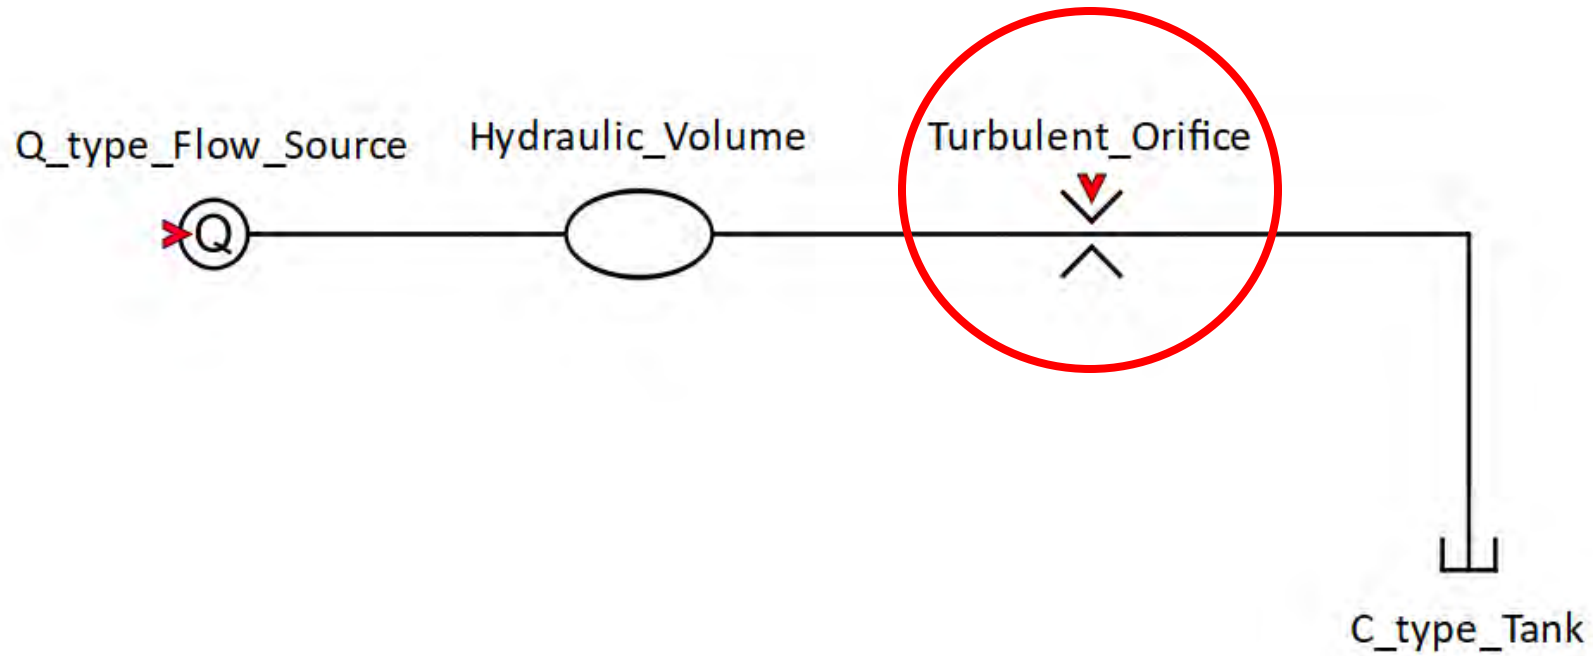 Q_type_Flow_Source
Hydraulic_Volume
Turbulent_Orifice
Q
C_type_Tank